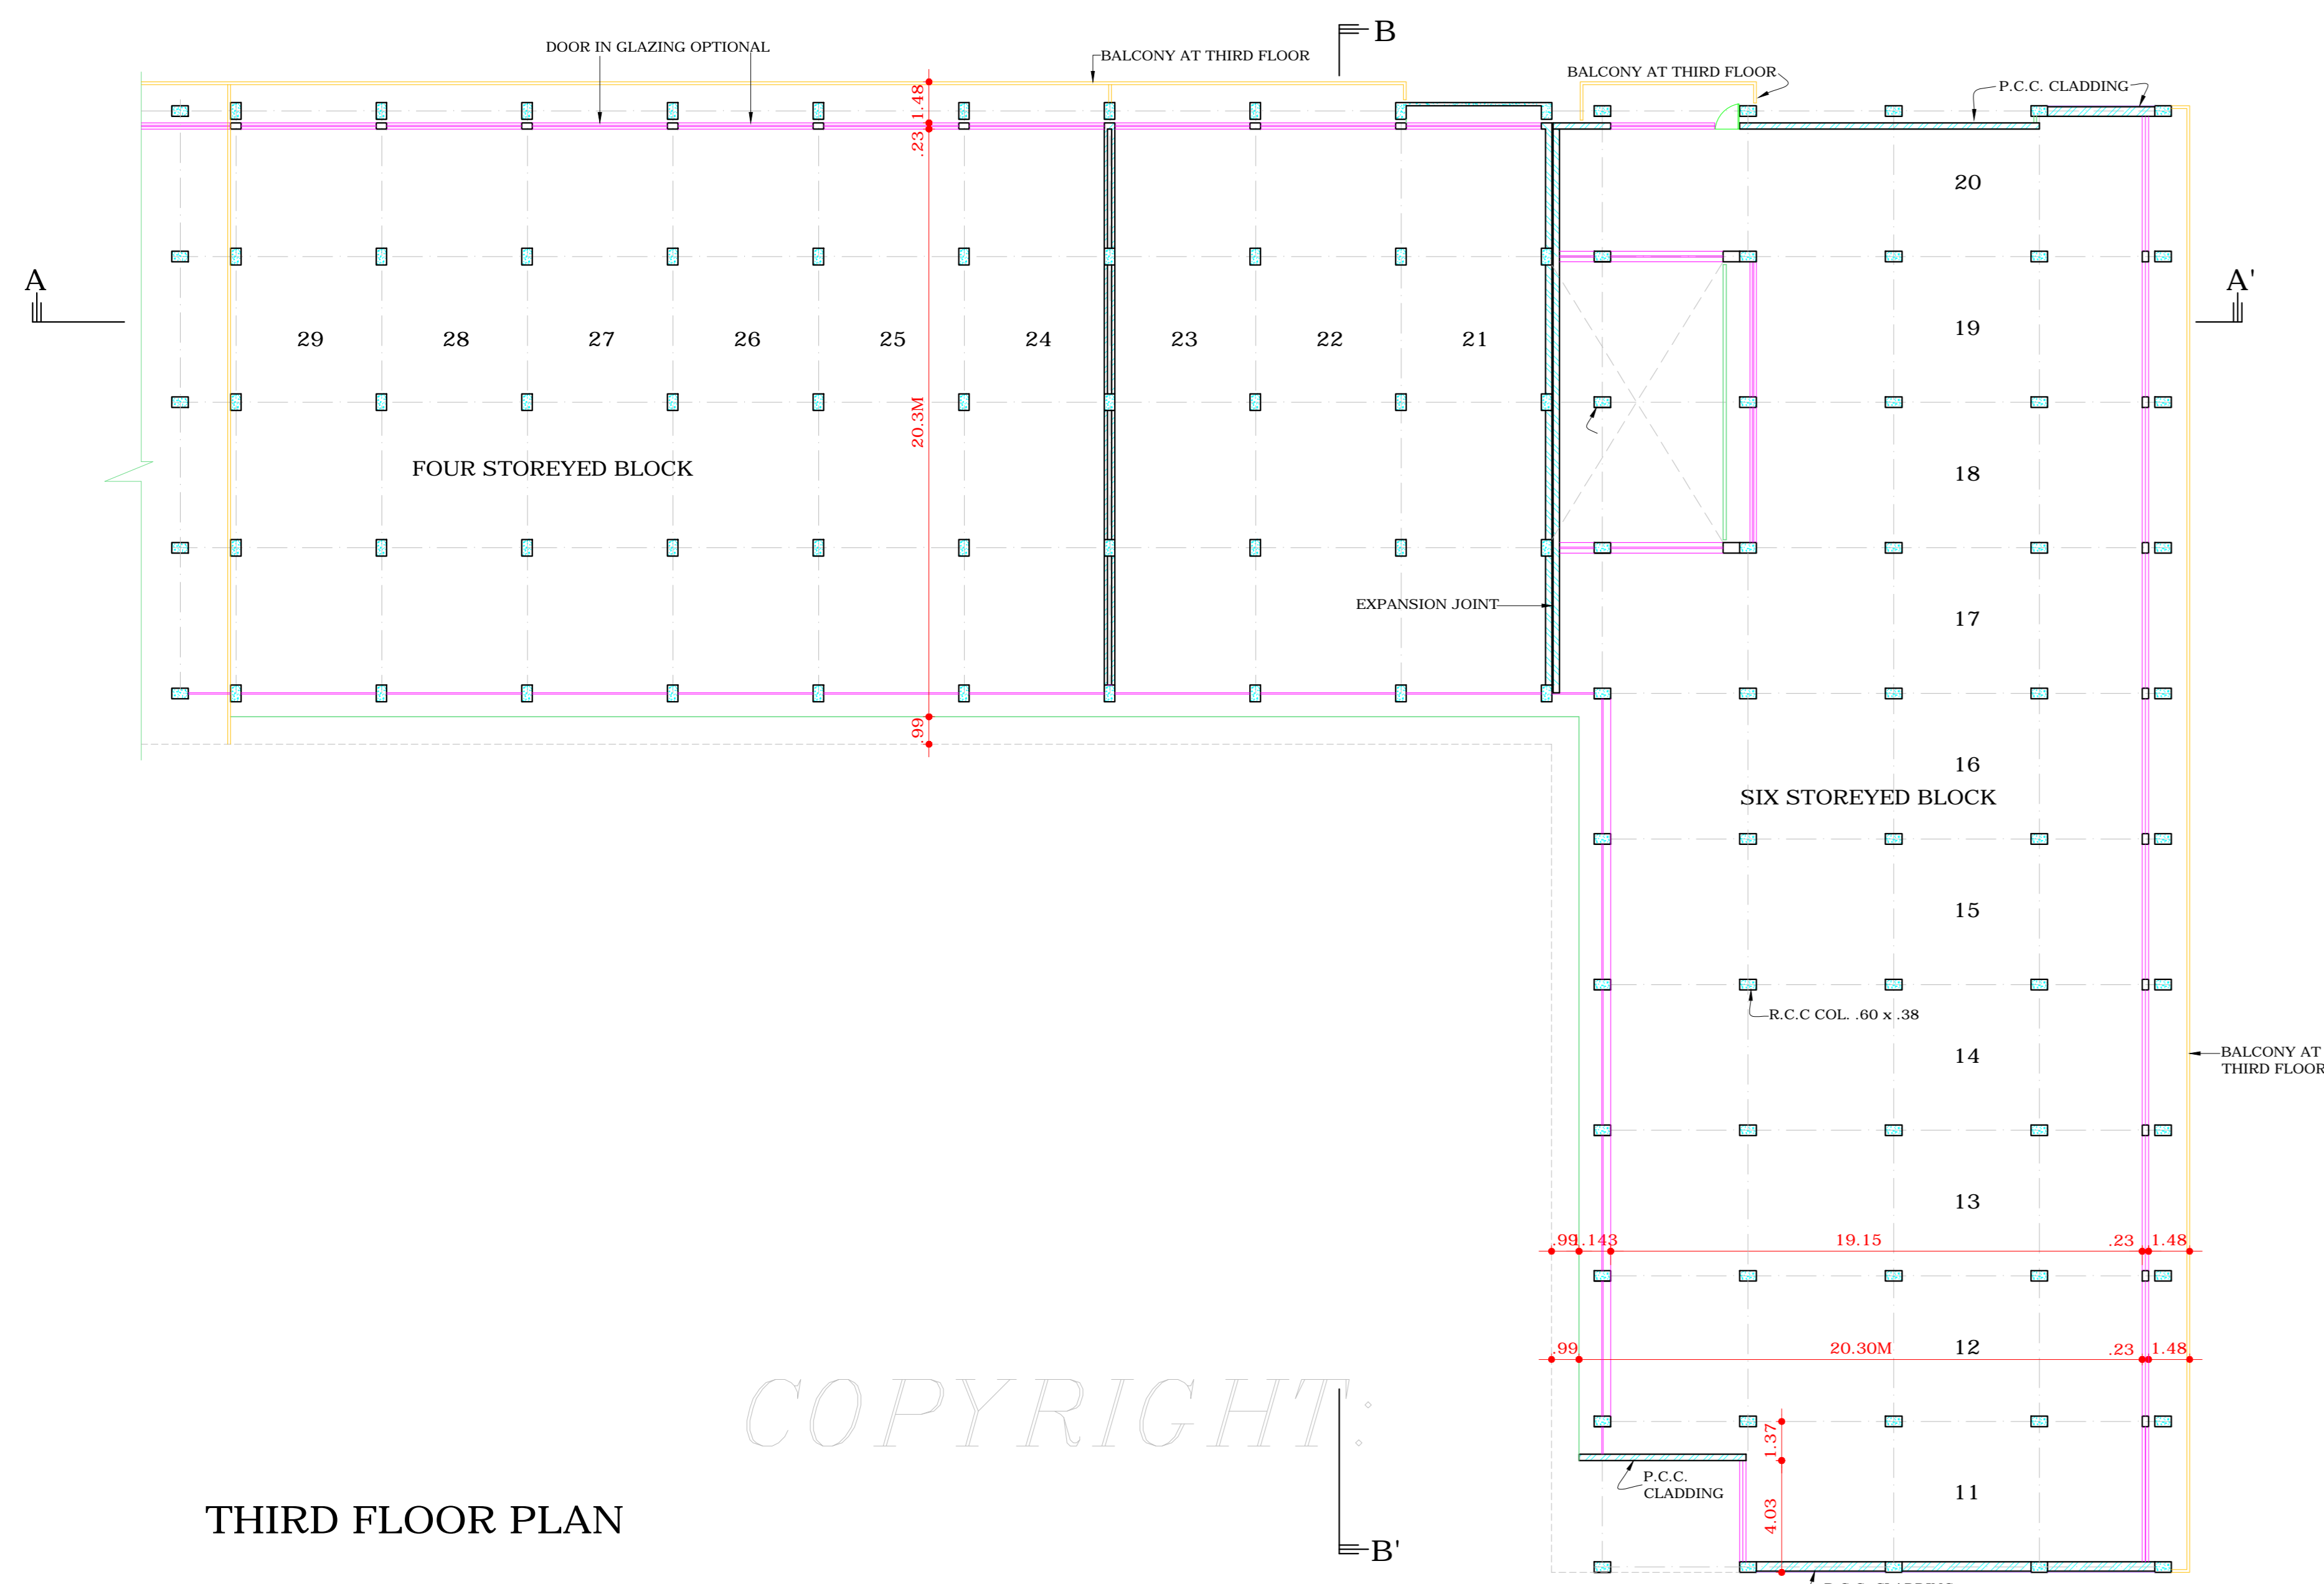 B
DOOR IN GLAZING OPTIONAL
BALCONY AT THIRD FLOOR
BALCONY AT THIRD FLOOR
P.C.C. CLADDING
1.48
.23
20
A
A'
19
29
28
27
26
25
24
23
22
21
20.3M
FOUR STOREYED BLOCK
18
EXPANSION JOINT
17
.99
16
SIX STOREYED BLOCK
15
R.C.C COL. .60 x .38
14
BALCONY AT
THIRD FLOOR
13
.99
1.143
19.15
.23
1.48
12
.99
20.30M
.23
1.48
COPYRIGHT:
1.37
P.C.C.
CLADDING
11
4.03
THIRD FLOOR PLAN
B'